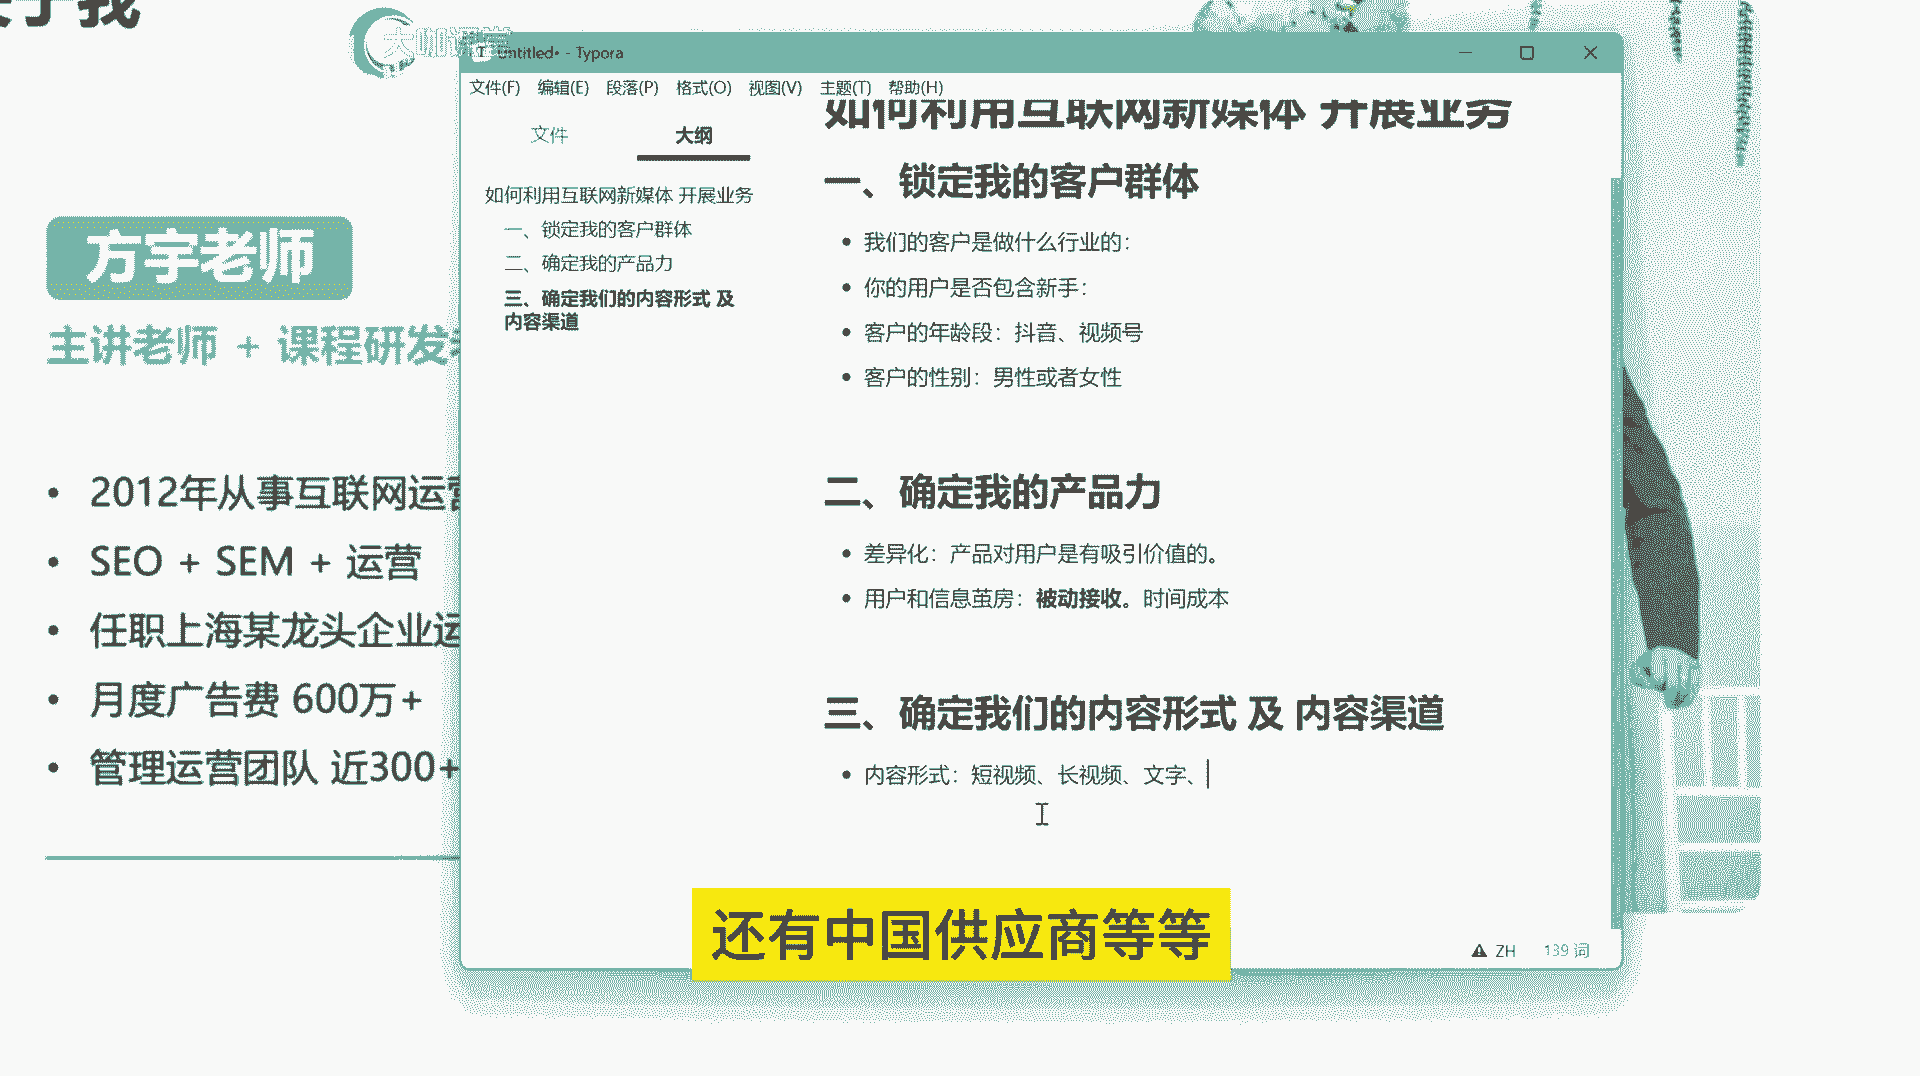 关于我
大咖课堂
Untitled• - Typora
文件(F) 编辑(E) 段落(P) 格式(O) 视图(V) 主题(T) 帮助(H)
文件 大纲
如何利用互联网新媒体 开展业务
一、锁定我的客户群体
二、确定我的产品力
三、确定我们的内容形式 及
内容渠道
如何利用互联网新媒体 开展业务
一、锁定我的客户群体
• 我们的客户是做什么行业的：
• 你的用户是否包含新手：
• 客户的年龄段：抖音、视频号
• 客户的性别：男性或者女性
二、确定我的产品力
• 差异化：产品对用户是有吸引价值的。
• 用户和信息茧房：被动接收。时间成本
三、确定我们的内容形式 及 内容渠道
• 内容形式：短视频、长视频、文字、
ZH 139 词
方宇老师
主讲老师 + 课程研发
• 2012年从事互联网运营
• SEO + SEM + 运营
• 任职上海某龙头企业运
• 月度广告费 600万+
• 管理运营团队 近300+
还有中国供应商等等